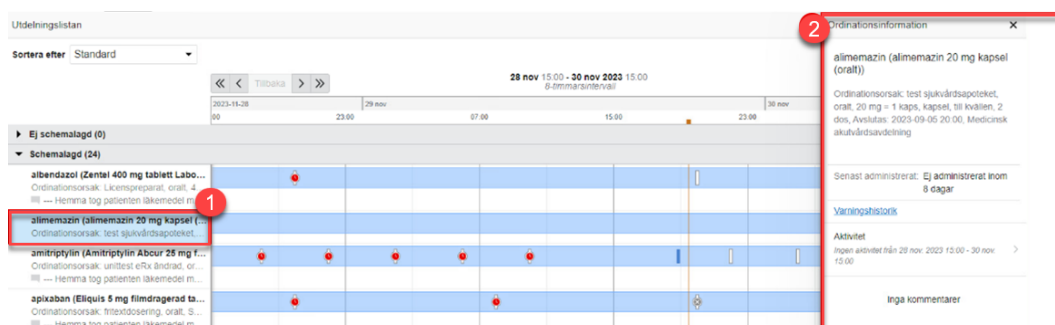 Utdelningslistan
Sortera efter Standard
Tillbaka
28 nov 15:00 - 30 nov 2023 15:00
8-timmarsintervall
2023-11-28 29 nov 30 nov
00 23:00 07:00 15:00 23:00
Ej schemalagd (0)
Schemalagd (24)
albendazol (Zentel 400 mg tablett Labo...
Ordinationsorsak: Licenspreparat, oralt, 4...
— Hemma tog patienten läkemedel m...
1
alimemazin (alimemazin 20 mg kapsel (...
Ordinationsorsak: test sjukvårdsapoteket,...
amitriptylin (Amitriptylin Abcur 25 mg f...
Ordinationsorsak: unittest eRx ändrad, or...
— Hemma tog patienten läkemedel m...
apixaban (Eliquis 5 mg filmdragerad ta...
Ordinationsorsak: fritextdosering, oralt, S...
— Hemma tog patienten läkemedel m...
2
Ordinationsinformation
alimemazin (alimemazin 20 mg kapsel
(oralt))
Ordinationsorsak: test sjukvårdsapoteket,
oralt, 20 mg = 1 kaps, kapsel, till kvällen, 2
dos, Avslutas: 2023-09-05 20:00, Medicinsk
akutvårdsavdelning
Senast administrerat: Ej administrerat inom
8 dagar
Varningshistorik
Aktivitet
Ingen aktivitet från 28 nov. 2023 15:00 - 30 nov.
15:00
Inga kommentarer